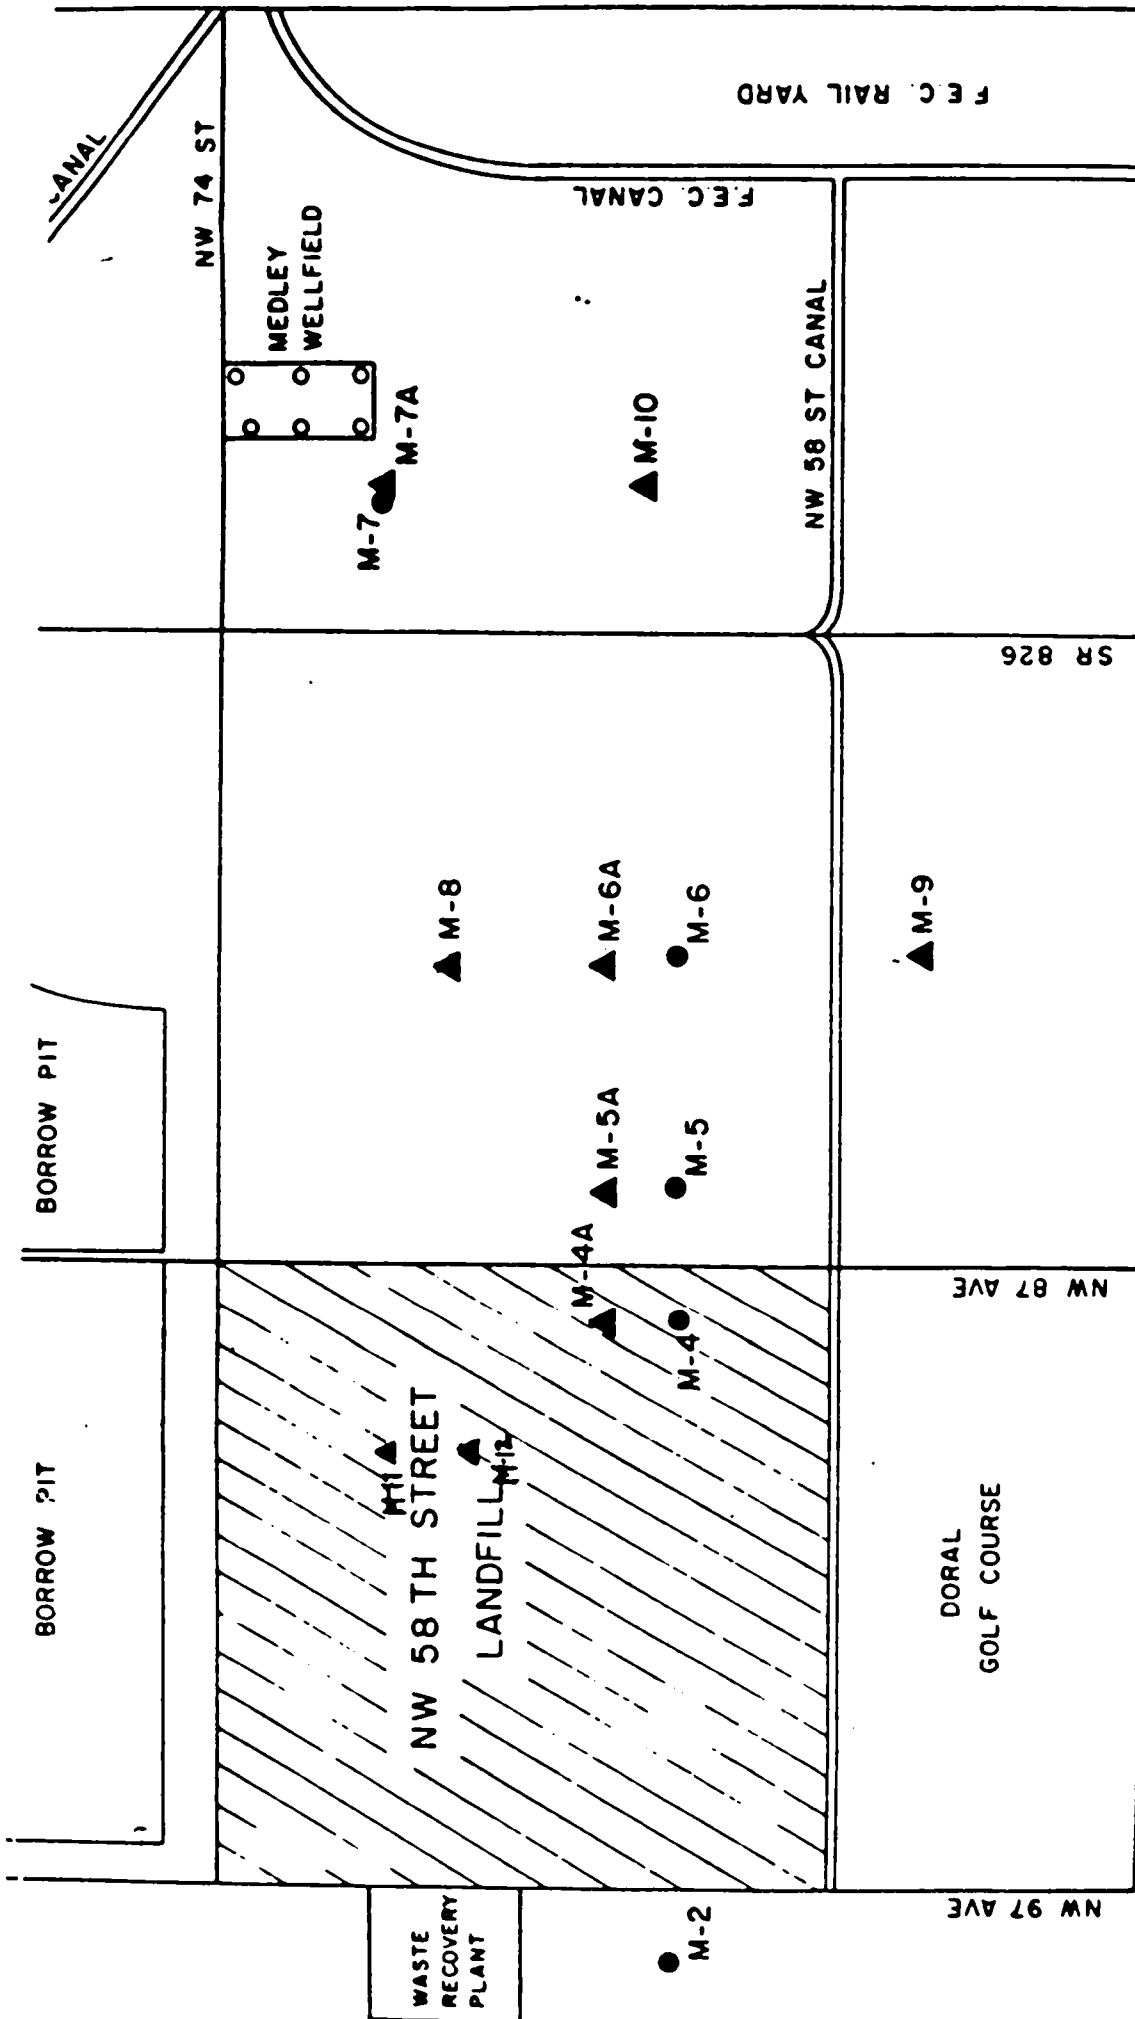 CANAL
NW 74 ST
F.E.C. RAIL YARD
F.E.C. CANAL
MEDLEY
WELLFIELD
M-7A
M-7
M-10
NW 58 ST CANAL
SR 826
M-8
M-6A
M-6
M-9
BORROW PIT
M-5A
M-5
M-4A
M-4
NW 87 AVE
BORROW PIT
M-11
M-12
NW 58TH STREET
LANDFILL
DORAL
GOLF COURSE
NW 97 AVE
WASTE
RECOVERY
PLANT
M-2